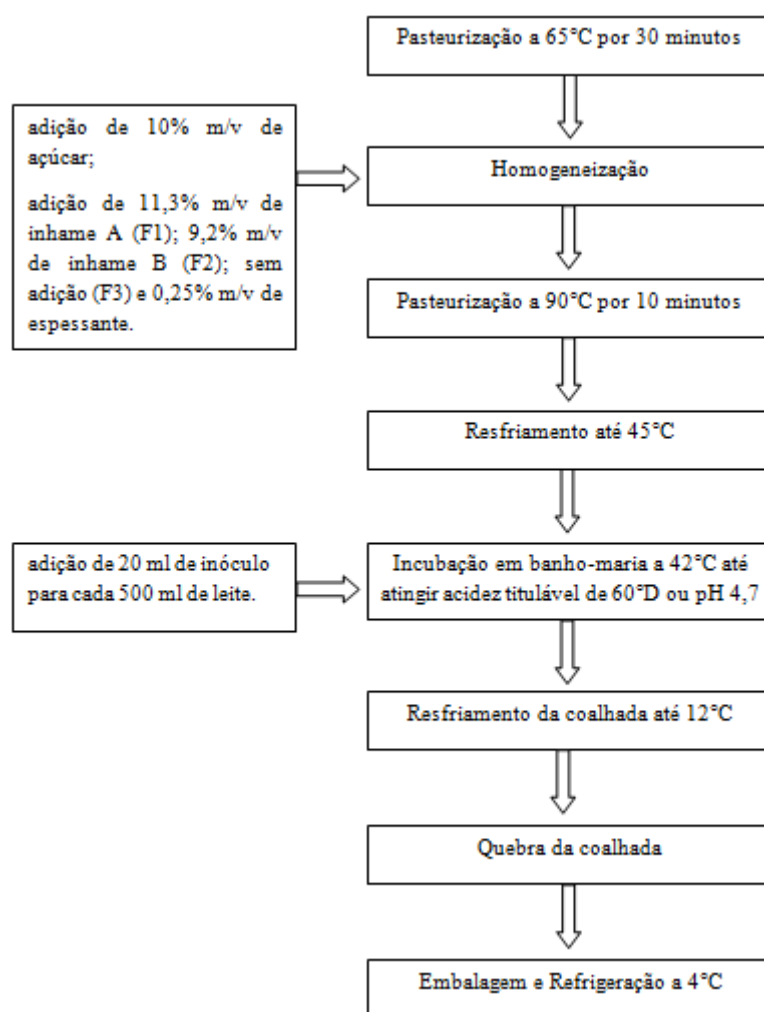 Pasteurização a 65°C por 30 minutos
adição de 10% m/v de
açúcar;
adição de 11,3% m/v de
inhame A (F1); 9,2% m/v
de inhame B (F2); sem
adição (F3) e 0,25% m/v de
espessante.
Homogeneização
Pasteurização a 90°C por 10 minutos
Resfriamento até 45°C
adição de 20 ml de inóculo
para cada 500 ml de leite.
Incubação em banho-maria a 42°C até
atingir acidez titulável de 60°D ou pH 4,7
Resfriamento da coalhada até 12°C
Quebra da coalhada
Embalagem e Refrigeração a 4°C